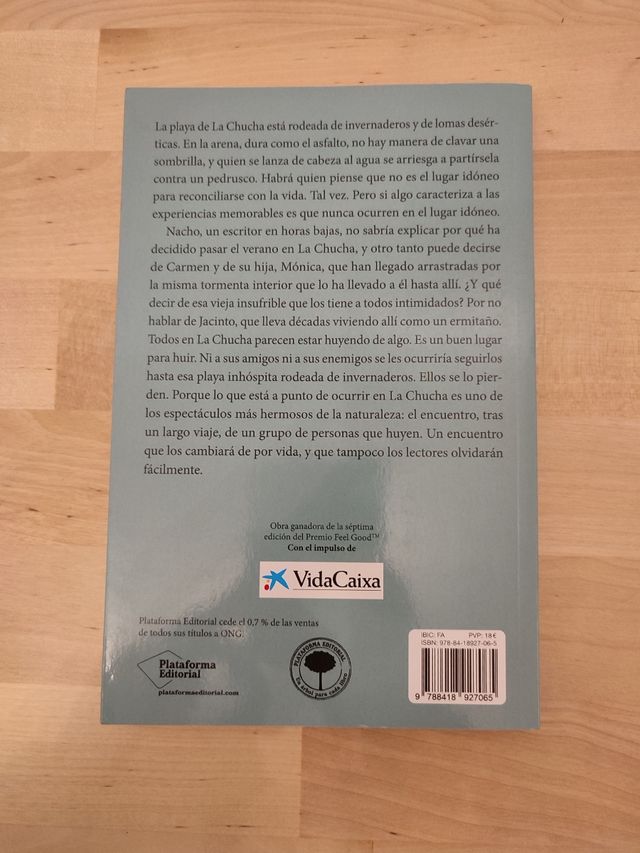 La playa de La Chucha está rodeada de invernaderos y de lomas desér-
ticas. En la arena, dura como el asfalto, no hay manera de clavar una
sombrilla, y quien se lanza de cabeza al agua se arriesga a partírsela
contra un pedrusco. Habrá quien piense que no es el lugar idóneo
para reconciliarse con la vida. Tal vez. Pero si algo caracteriza a las
experiencias memorables es que nunca ocurren en el lugar idóneo.
Nacho, un escritor en horas bajas, no sabría explicar por qué ha
decidido pasar el verano en La Chucha, y otro tanto puede decirse
de Carmen y de su hija, Mónica, que han llegado arrastradas por
la misma tormenta interior que lo ha llevado a él hasta allí. ¿Y qué
decir de esa vieja insufrible que los tiene a todos intimidados? Por no
hablar de Jacinto, que lleva décadas viviendo allí como un ermitaño.
Todos en La Chucha parecen estar huyendo de algo. Es un buen lugar
para huir. Ni a sus amigos ni a sus enemigos se les ocurriría seguirlos
hasta esa playa inhóspita rodeada de invernaderos. Ellos se lo pier-
den. Porque lo que está a punto de ocurrir en La Chucha es uno de
los espectáculos más hermosos de la naturaleza: el encuentro, tras
un largo viaje, de un grupo de personas que huyen. Un encuentro
que los cambiará de por vida, y que tampoco los lectores olvidarán
fácilmente.
Obra ganadora de la séptima
edición del Premio Feel Good™
Con el impulso de
VidaCaixa
Plataforma Editorial cede el 0,7 % de las ventas
de todos sus títulos a ONG.
Plataforma
Editorial
plataformaeditorial.com
PLATAFORMA EDITORIAL
Un árbol para cada libro
IBIC: FA PVP: 18 €
ISBN: 978-84-18927-06-5
9 788418 927065